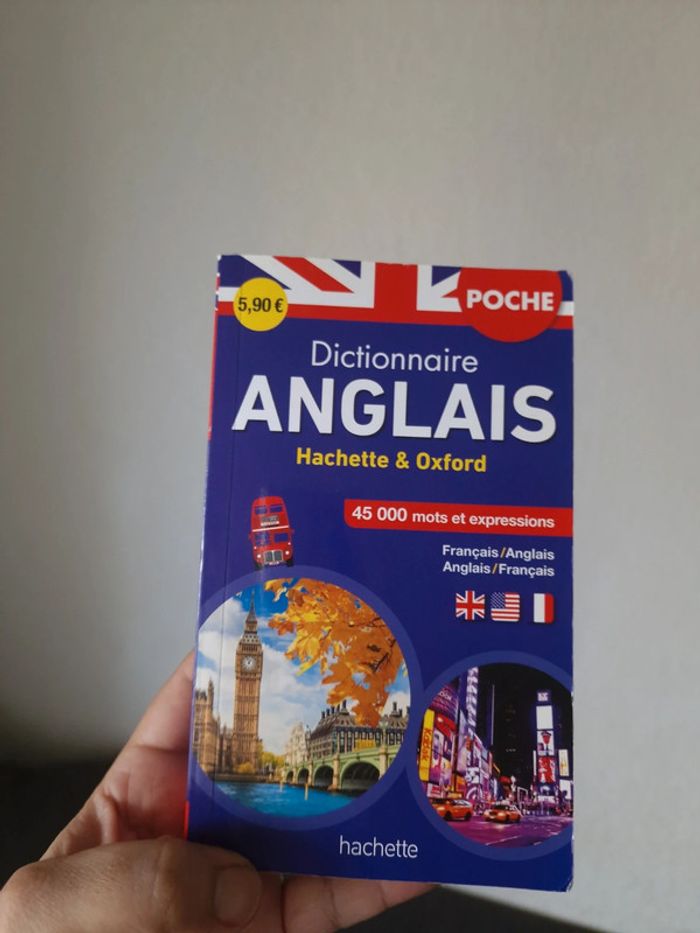 5,90 €
POCHE
Dictionnaire
ANGLAIS
Hachette & Oxford
45 000 mots et expressions
Français/Anglais
Anglais/Français
hachette